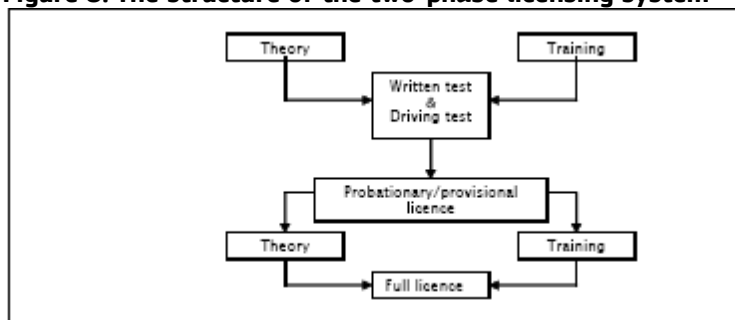 Figure 8. The structure of the two-phase licensing system
Theory
Training
Written test
&
Driving test
Probationary/provisional
licence
Theory
Training
Full licence